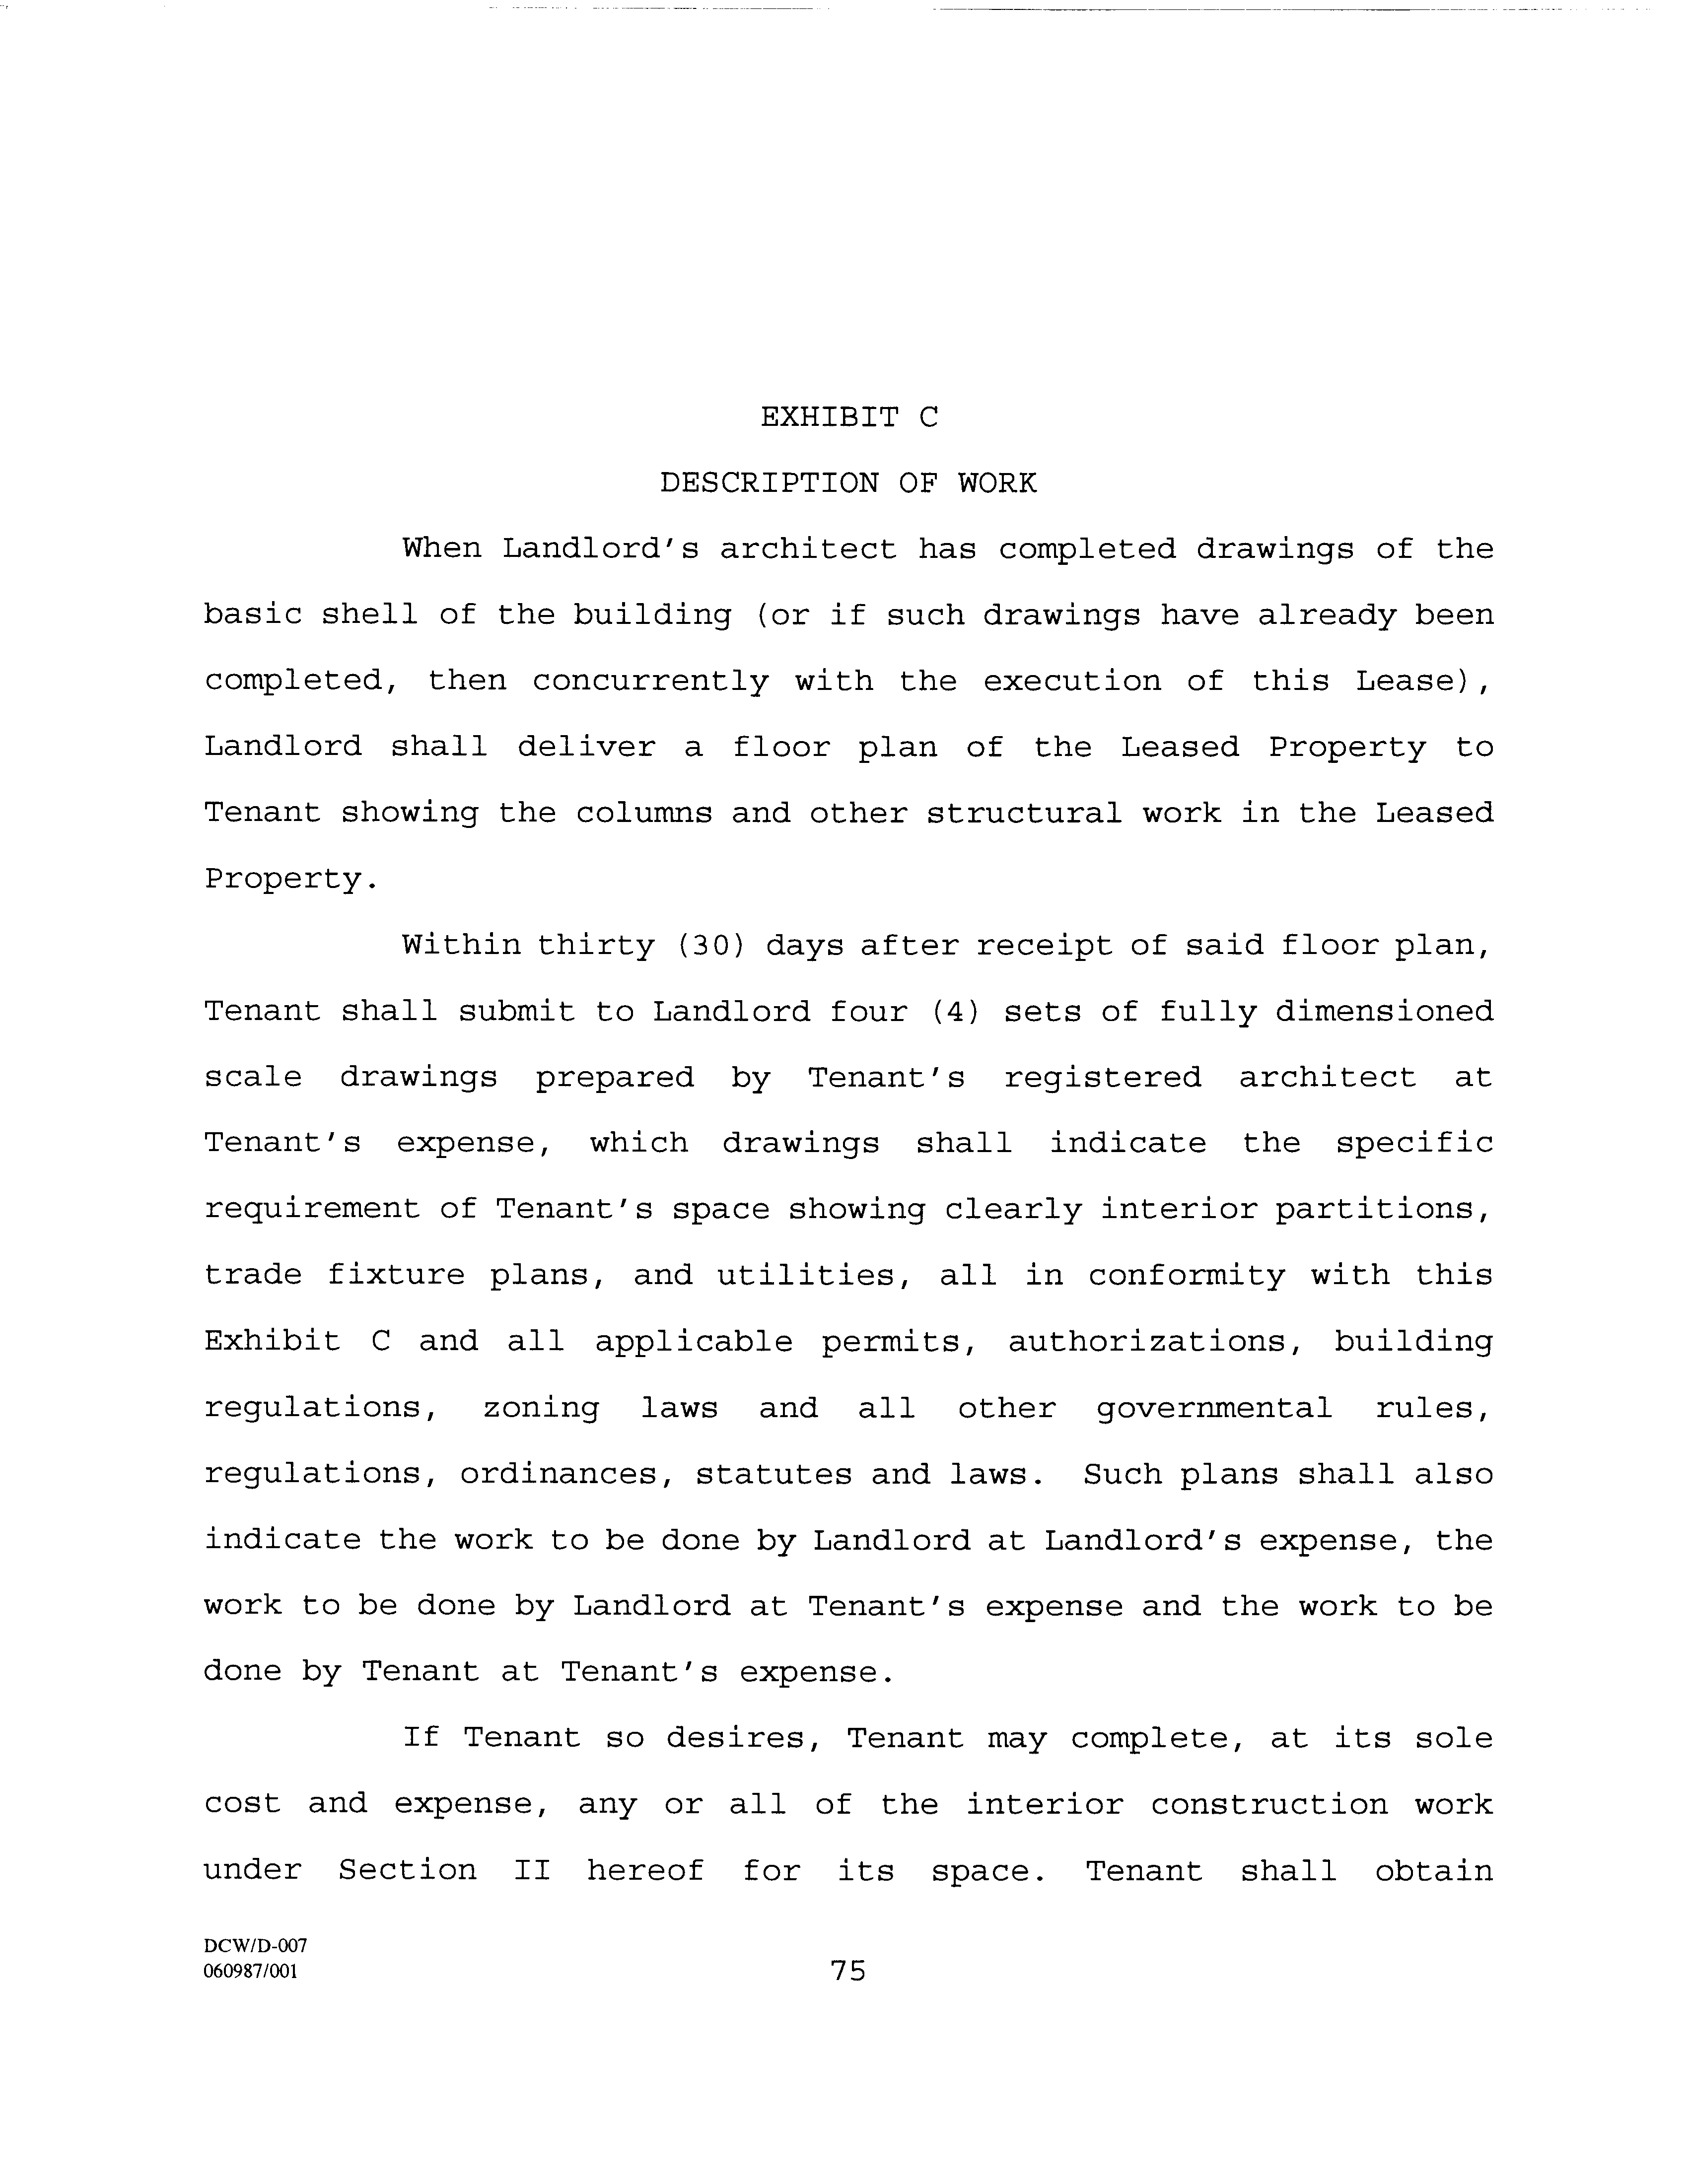 EXHIBIT C
DESCRIPTION OF WORK
When Landlord's architect has completed drawings of the
basic shell of the building (or if such drawings have already been
completed, then concurrently with the execution of this Lease),
Landlord shall deliver a floor plan of the Leased Property to
Tenant showing the columns and other structural work in the Leased
Property.
Within thirty (30) days after receipt of said floor plan,
Tenant shall submit to Landlord four (4) sets of fully dimensioned
scale drawings prepared by Tenant's registered architect at
Tenant's expense, which drawings shall indicate the specific
requirement of Tenant's space showing clearly interior partitions,
trade fixture plans, and utilities, all in conformity with this
Exhibit C and all applicable permits, authorizations, building
regulations, zoning laws and all other governmental rules,
regulations, ordinances, statutes and laws. Such plans shall also
indicate the work to be done by Landlord at Landlord's expense, the
work to be done by Landlord at Tenant's expense and the work to be
done by Tenant at Tenant's expense.
If Tenant so desires, Tenant may complete, at its sole
cost and expense, any or all of the interior construction work
under Section II hereof for its space. Tenant shall obtain
DCW/D-007
060987/001
75